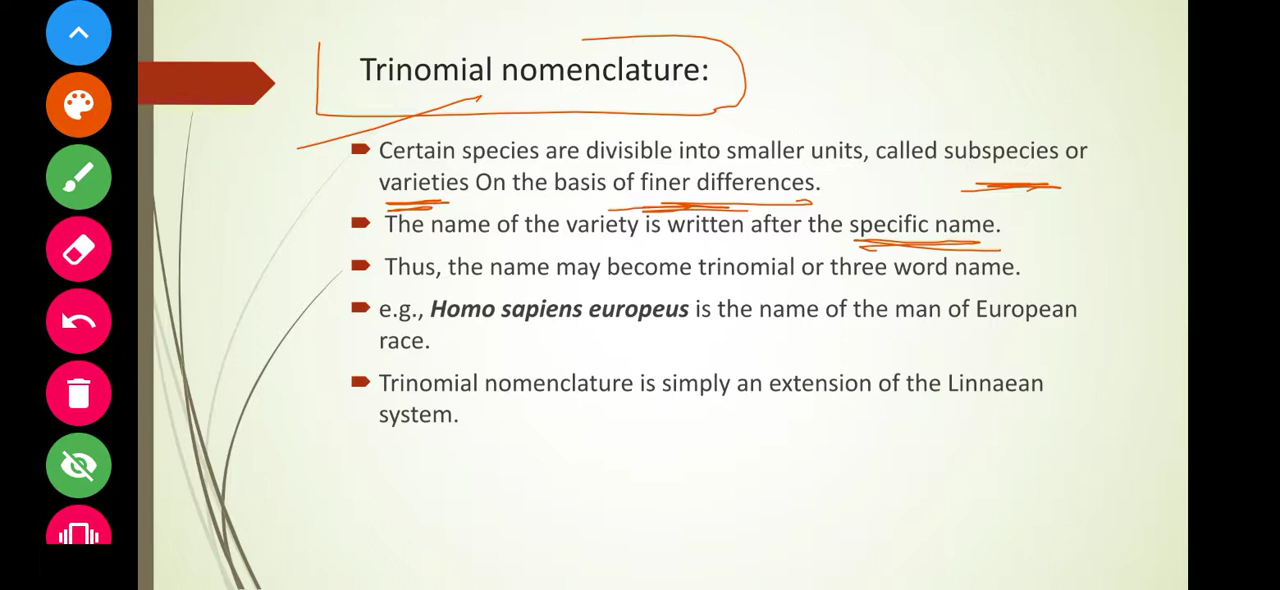 Trinomial nomenclature:
Certain species are divisible into smaller units, called subspecies or
varieties On the basis of finer differences.
The name of the variety is written after the specific name.
Thus, the name may become trinomial or three word name.
e.g., Homo sapiens europeus is the name of the man of European
race.
Trinomial nomenclature is simply an extension of the Linnaean
system.